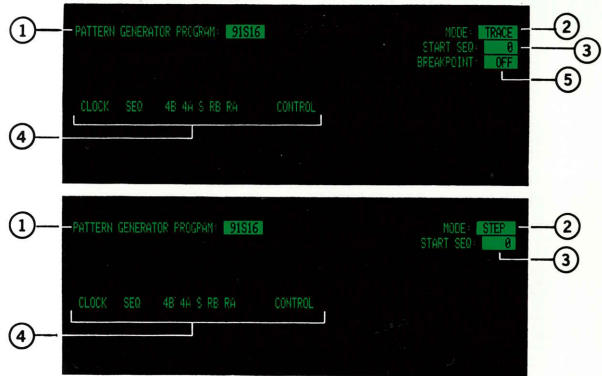 1 PATTERN GENERATOR PROGRAM: 91S16 MODE: TRACE 2
START SEQ: 0 3
BREAKPOINT: OFF
5
CLOCK SEQ 4B 4A S RB RA CONTROL
4
1 PATTERN GENERATOR PROGRAM: 91S16 MODE: STEP 2
START SEQ: 0
3
CLOCK SEQ 4B 4A S RB RA CONTROL
4